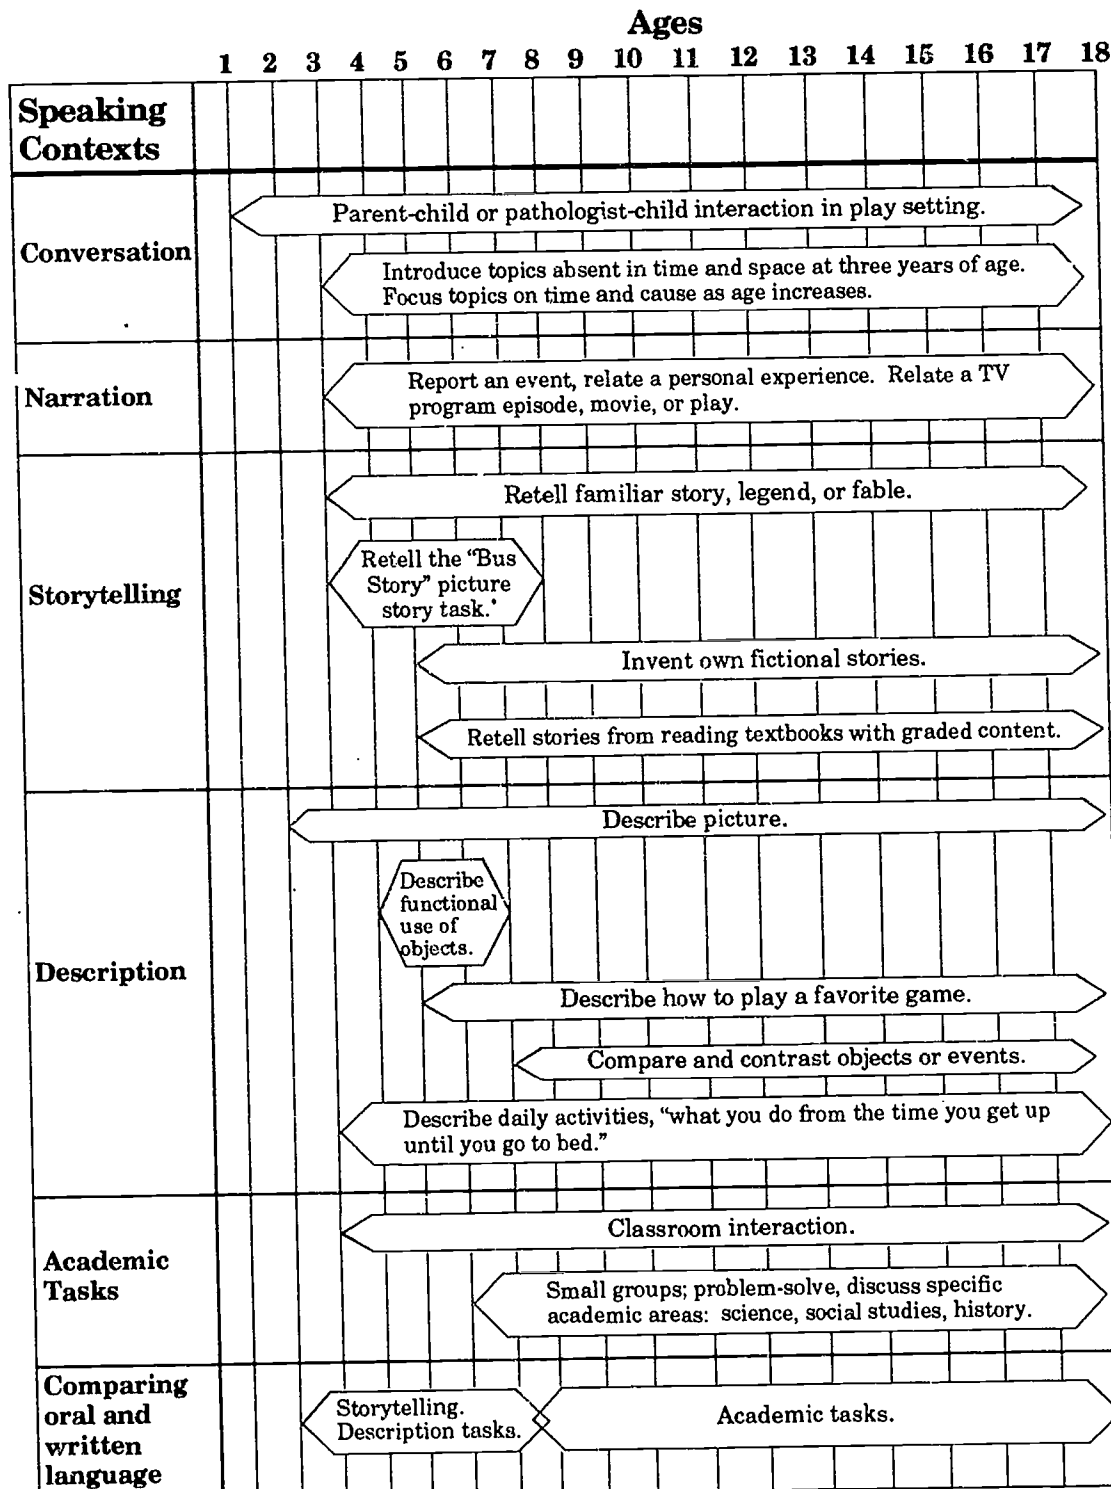 Ages
1 2 3 4 5 6 7 8 9 10 11 12 13 14 15 16 17 18
Speaking
Contexts
Conversation
Parent-child or pathologist-child interaction in play setting.
Introduce topics absent in time and space at three years of age.
Focus topics on time and cause as age increases.
Narration
Report an event, relate a personal experience. Relate a TV
program episode, movie, or play.
Storytelling
Retell familiar story, legend, or fable.
Retell the “Bus
Story” picture
story task.*
Invent own fictional stories.
Retell stories from reading textbooks with graded content.
Description
Describe picture.
Describe
functional
use of
objects.
Describe how to play a favorite game.
Compare and contrast objects or events.
Describe daily activities, “what you do from the time you get up
until you go to bed.”
Academic
Tasks
Classroom interaction.
Small groups; problem-solve, discuss specific
academic areas: science, social studies, history.
Comparing
oral and
written
language
Storytelling.
Description tasks.
Academic tasks.